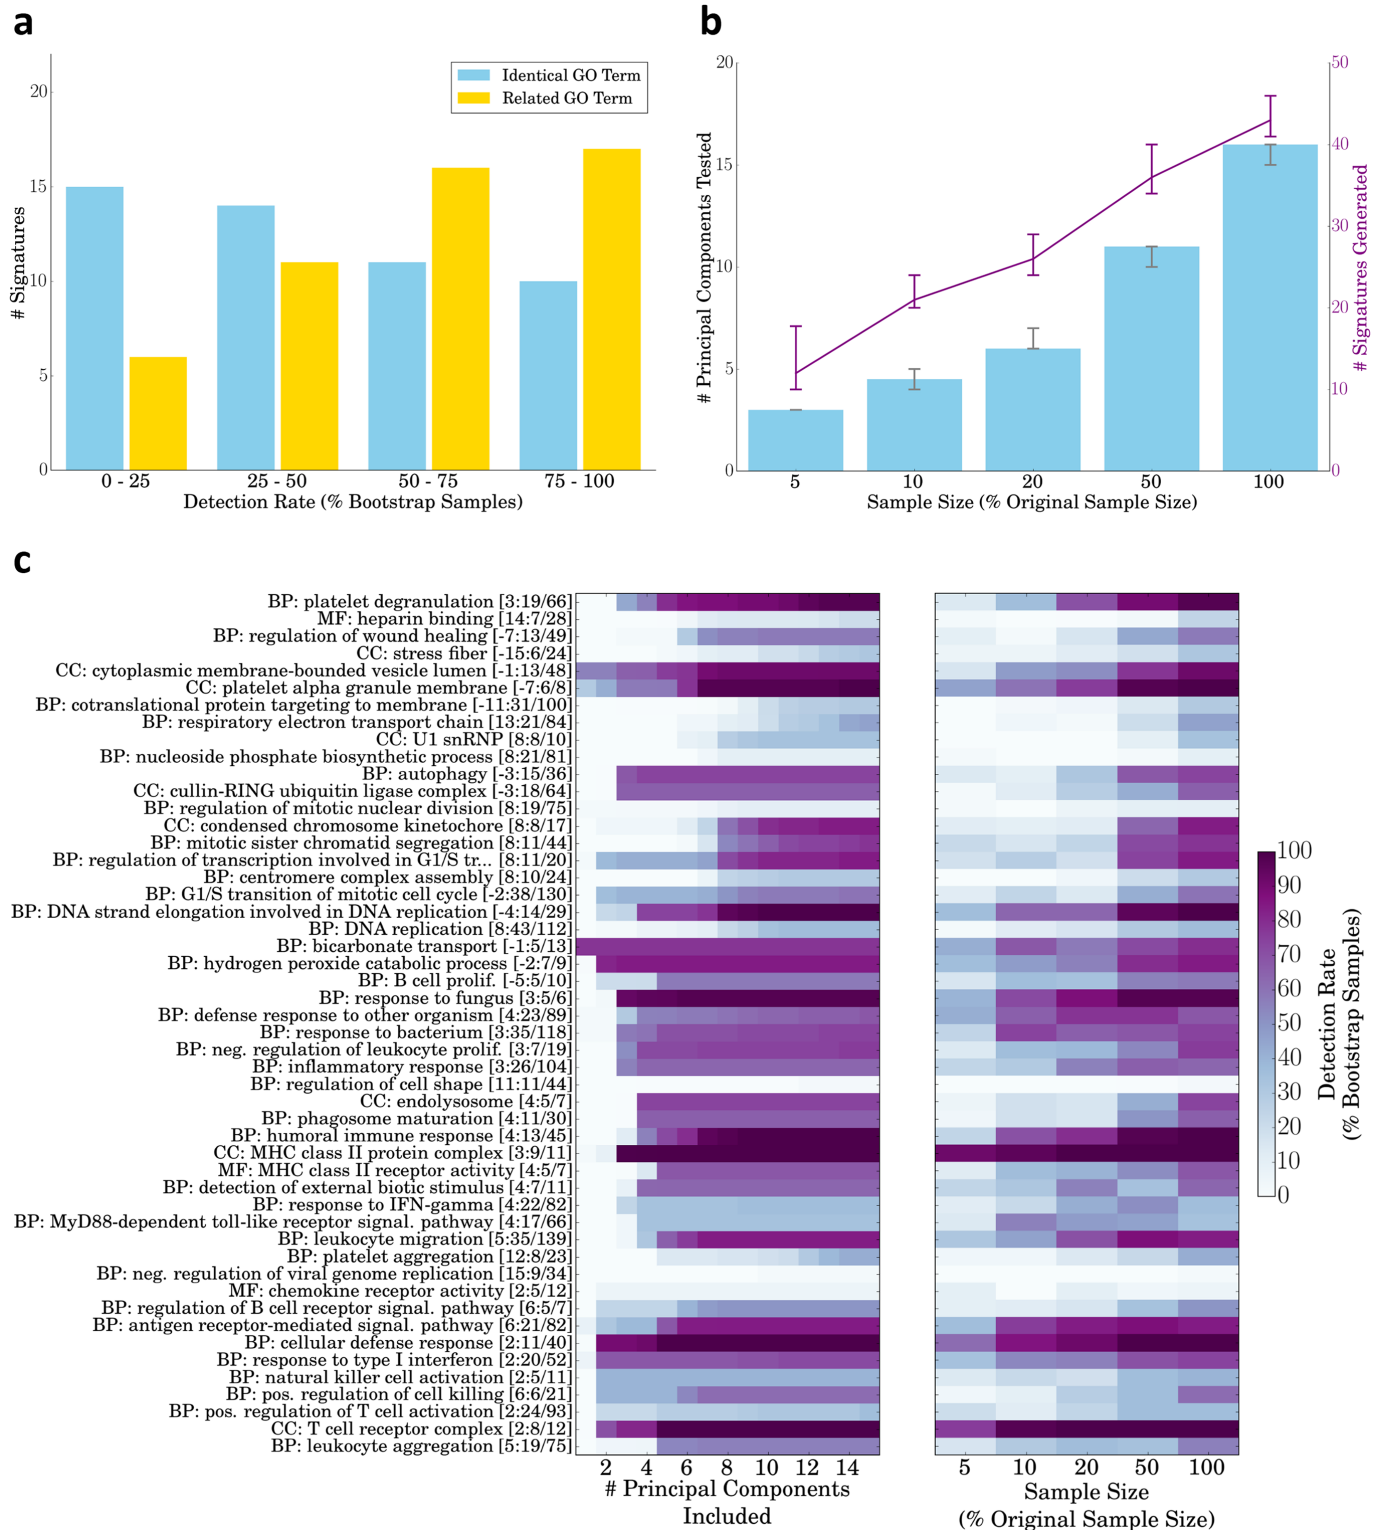 a
# Signatures
20
15
10
5
0
Identical GO Term
Related GO Term
0 - 25
25 - 50
50 - 75
75 - 100
Detection Rate (% Bootstrap Samples)
b
# Principal Components Tested
20
15
10
5
0
50
40
30
20
10
0
# Signatures Generated
5
10
20
50
100
Sample Size (% Original Sample Size)
c
BP: platelet degranulation [3:19/66]
MF: heparin binding [14:7/28]
BP: regulation of wound healing [-7:13/49]
CC: stress fiber [-15:6/24]
CC: cytoplasmic membrane-bounded vesicle lumen [-1:13/48]
CC: platelet alpha granule membrane [-7:6/8]
BP: cotranslational protein targeting to membrane [-11:31/100]
BP: respiratory electron transport chain [13:21/84]
CC: U1 snRNP [8:8/10]
BP: nucleoside phosphate biosynthetic process [8:21/81]
BP: autophagy [-3:15/36]
CC: cullin-RING ubiquitin ligase complex [-3:18/64]
BP: regulation of mitotic nuclear division [8:19/75]
CC: condensed chromosome kinetochore [8:8/17]
BP: mitotic sister chromatid segregation [8:11/44]
BP: regulation of transcription involved in G1/S tr... [8:11/20]
BP: centromere complex assembly [8:10/24]
BP: G1/S transition of mitotic cell cycle [-2:38/130]
BP: DNA strand elongation involved in DNA replication [-4:14/29]
BP: DNA replication [8:43/112]
BP: bicarbonate transport [-1:5/13]
BP: hydrogen peroxide catabolic process [-2:7/9]
BP: B cell prolif. [-5:5/10]
BP: response to fungus [3:5/6]
BP: defense response to other organism [4:23/89]
BP: response to bacterium [3:35/118]
BP: neg. regulation of leukocyte prolif. [3:7/19]
BP: inflammatory response [3:26/104]
BP: regulation of cell shape [11:11/44]
CC: endolysosome [4:5/7]
BP: phagosome maturation [4:11/30]
BP: humoral immune response [4:13/45]
CC: MHC class II protein complex [3:9/11]
MF: MHC class II receptor activity [4:5/7]
BP: detection of external biotic stimulus [4:7/11]
BP: response to IFN-gamma [4:22/82]
BP: MyD88-dependent toll-like receptor signal. pathway [4:17/66]
BP: leukocyte migration [5:35/139]
BP: platelet aggregation [12:8/23]
BP: neg. regulation of viral genome replication [15:9/34]
MF: chemokine receptor activity [2:5/12]
BP: regulation of B cell receptor signal. pathway [6:5/7]
BP: antigen receptor-mediated signal. pathway [6:21/82]
BP: cellular defense response [2:11/40]
BP: response to type I interferon [2:20/52]
BP: natural killer cell activation [2:5/11]
BP: pos. regulation of cell killing [6:6/21]
BP: pos. regulation of T cell activation [2:24/93]
CC: T cell receptor complex [2:8/12]
BP: leukocyte aggregation [5:19/75]
2
4
6
8
10
12
14
# Principal Components
Included
5
10
20
50
100
Sample Size
(% Original Sample Size)
100
90
80
70
60
50
40
30
20
10
0
Detection Rate
(% Bootstrap Samples)